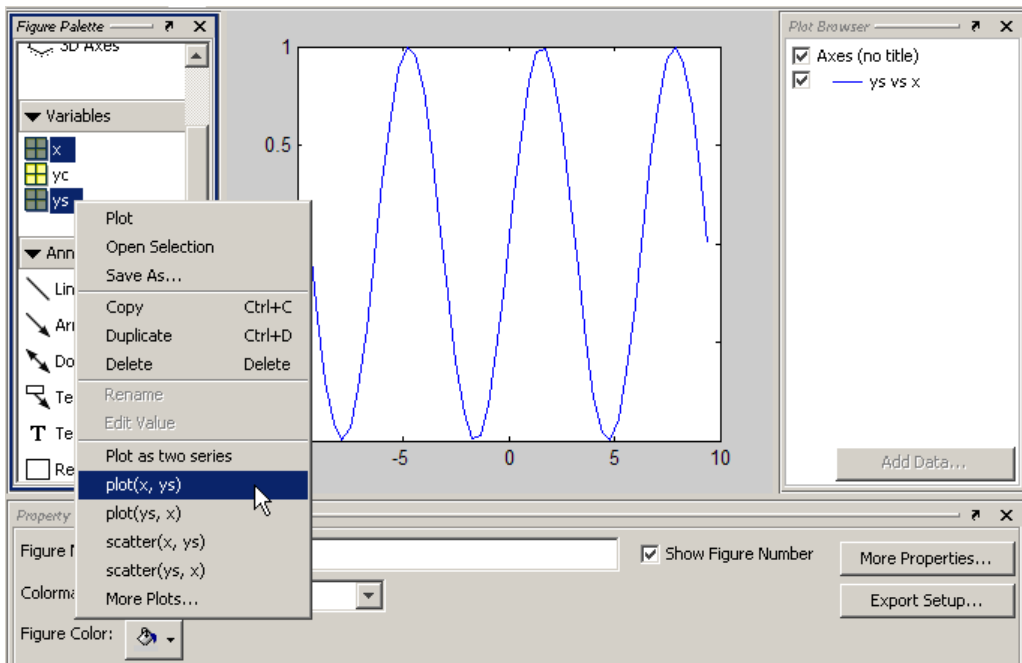 Figure Palette
3D Axes
Variables
x
yc
ys
Ann
Lin
Do
Te
T Te
Re
Plot
Open Selection
Save As...
Copy Ctrl+C
Duplicate Ctrl+D
Delete Delete
Rename
Edit Value
Plot as two series
plot(x, ys)
plot(ys, x)
scatter(x, ys)
scatter(ys, x)
More Plots...
1
0.5
-5 0 5 10
Plot Browser
Axes (no title)
ys vs x
Add Data...
Property
Figure
Show Figure Number
More Properties...
Colorma
Export Setup...
Figure Color: